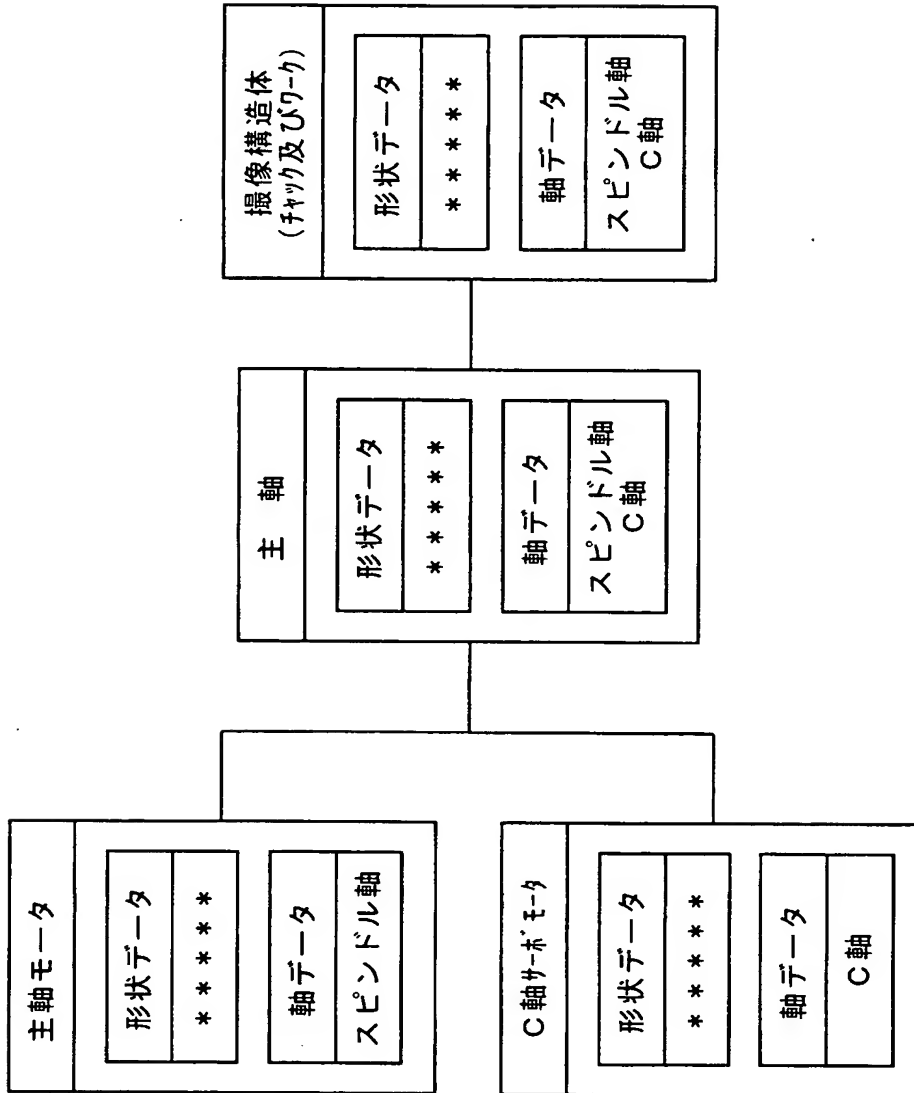 主軸モータ
形状データ
* * * * *
軸データ
スピンドル軸
C軸サーボモータ
形状データ
* * * * *
軸データ
C軸
主 軸
形状データ
* * * * *
軸データ
スピンドル軸
C軸
撮像構造体
(チャック及びワーク)
形状データ
* * * * *
軸データ
スピンドル軸
C軸